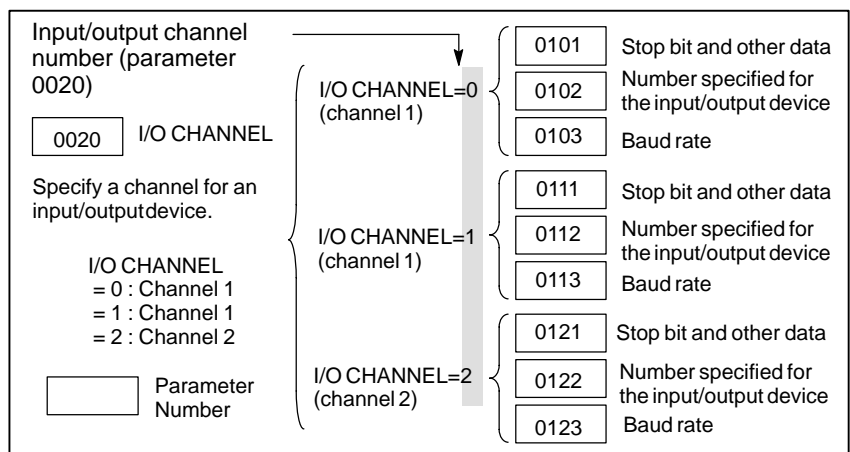 Input/output channel
number (parameter
0020)
0020 I/O CHANNEL
Specify a channel for an
input/outputdevice.
I/O CHANNEL
= 0 : Channel 1
= 1 : Channel 1
= 2 : Channel 2
Parameter
Number
I/O CHANNEL=0
(channel 1)
0101 Stop bit and other data
0102 Number specified for
the input/output device
0103 Baud rate
I/O CHANNEL=1
(channel 1)
0111 Stop bit and other data
0112 Number specified for
the input/output device
0113 Baud rate
I/O CHANNEL=2
(channel 2)
0121 Stop bit and other data
0122 Number specified for
the input/output device
0123 Baud rate